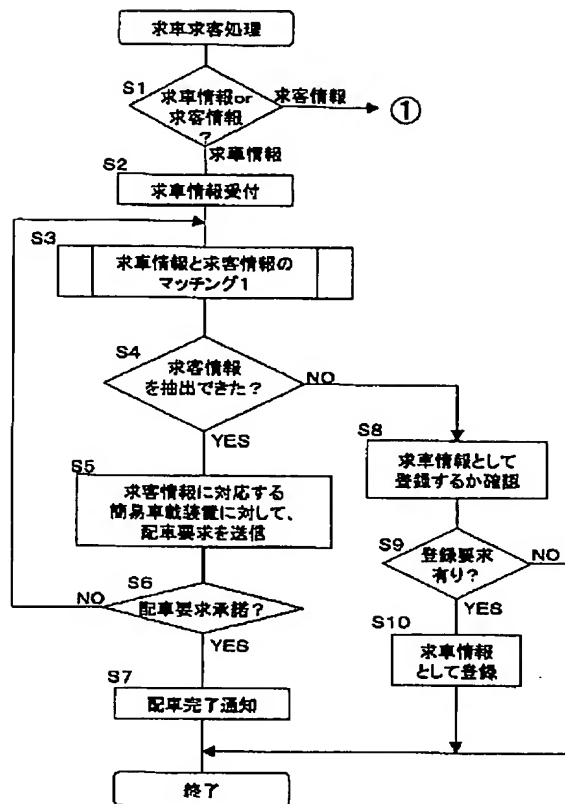 求車求客処理
S1
求車情報or
求客情報
?
求客情報
①
求車情報
S2
求車情報受付
S3
求車情報と求客情報の
マッチング1
S4
求客情報
を抽出できた?
NO
YES
S5
求客情報に対応する
簡易車載装置に対して、
配車要求を送信
S6
配車要求承諾?
NO
YES
S7
配車完了通知
S8
求車情報として
登録するか確認
S9
登録要求
有り?
NO
YES
S10
求車情報
として登録
終了